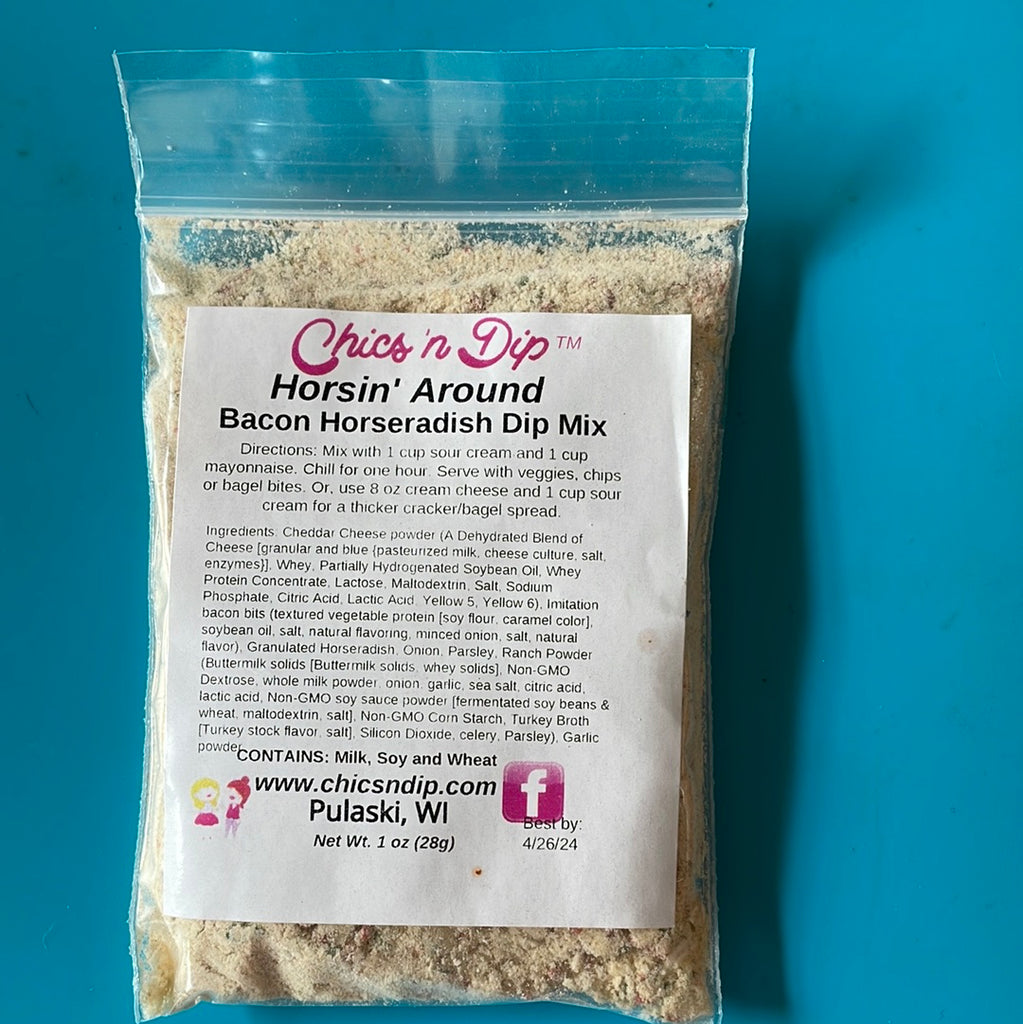 Chics 'n Dip TM
Horsin' Around
Bacon Horseradish Dip Mix
Directions: Mix with 1 cup sour cream and 1 cup
mayonnaise. Chill for one hour. Serve with veggies, chips
or bagel bites. Or, use 8 oz cream cheese and 1 cup sour
cream for a thicker cracker/bagel spread.
Ingredients: Cheddar Cheese powder (A Dehydrated Blend of
Cheese [granular and blue {pasteurized milk, cheese culture, salt,
enzymes}], Whey, Partially Hydrogenated Soybean Oil, Whey
Protein Concentrate, Lactose, Maltodextrin, Salt, Sodium
Phosphate, Citric Acid, Lactic Acid, Yellow 5, Yellow 6), Imitation
bacon bits (textured vegetable protein [soy flour, caramel color],
soybean oil, salt, natural flavoring, minced onion, salt, natural
flavor), Granulated Horseradish, Onion, Parsley, Ranch Powder
(Buttermilk solids [Buttermilk solids, whey solids], Non-GMO
Dextrose, whole milk powder, onion, garlic, sea salt, citric acid,
lactic acid, Non-GMO soy sauce powder [fermentated soy beans &
wheat, maltodextrin, salt], Non-GMO Corn Starch, Turkey Broth
[Turkey stock flavor, salt], Silicon Dioxide, celery, Parsley), Garlic
powder
CONTAINS: Milk, Soy and Wheat
www.chicsndip.com
f
Pulaski, WI
Best by:
Net Wt. 1 oz (28g)
4/26/24